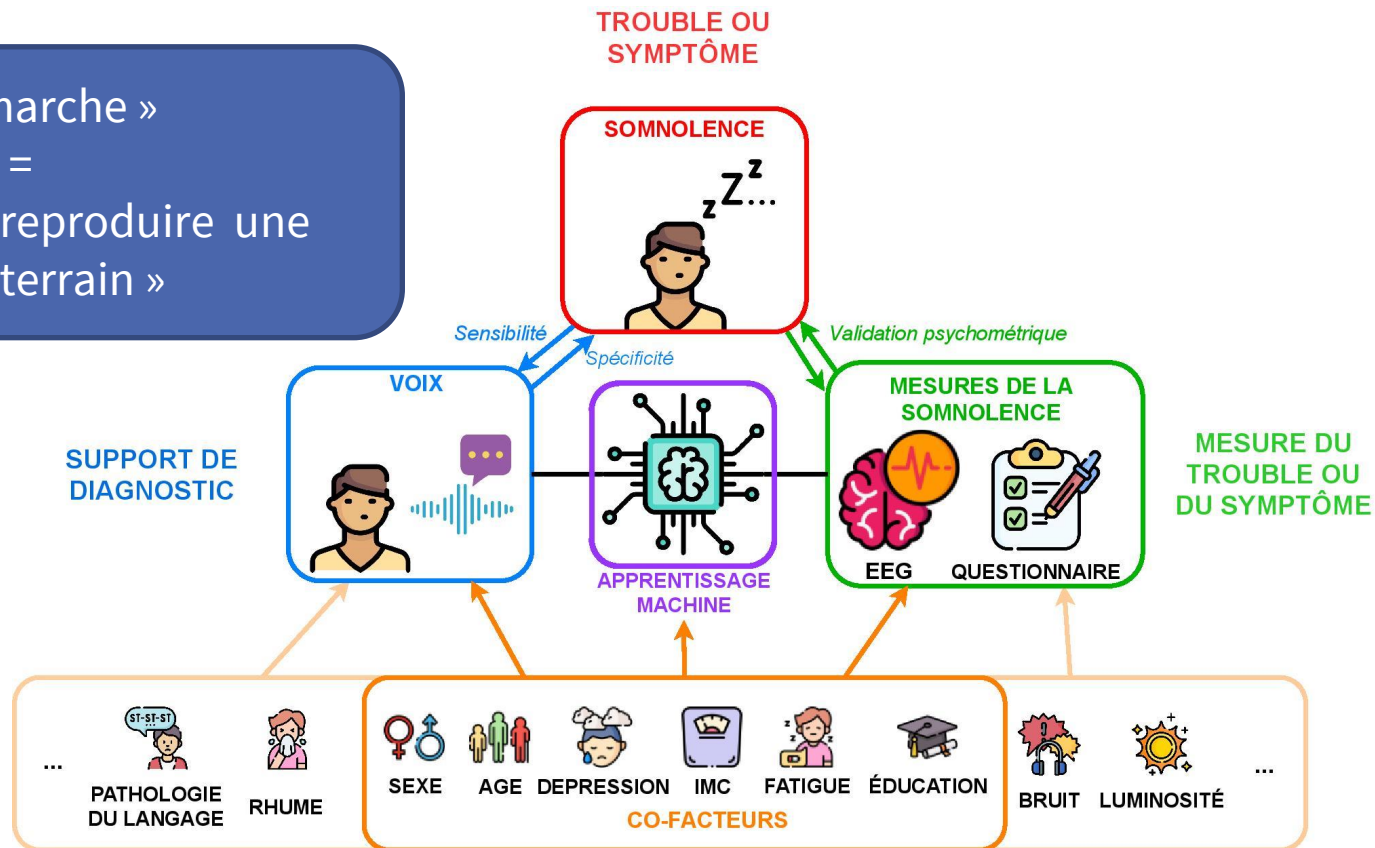 TROUBLE OU
SYMPTÔME
marche »
=
reproduire une
terrain »
SOMNOLENCE
z Z z...
Sensibilité
Spécificité
Validation psychométrique
VOIX
MESURES DE LA
SOMNOLENCE
SUPPORT DE
DIAGNOSTIC
MESURE DU
TROUBLE OU
DU SYMPTÔME
EEG
QUESTIONNAIRE
APPRENTISSAGE
MACHINE
ST-ST-ST
...
PATHOLOGIE
DU LANGAGE
RHUME
SEXE
AGE
DEPRESSION
IMC
FATIGUE
ÉDUCATION
CO-FACTEURS
BRUIT
LUMINOSITÉ
...